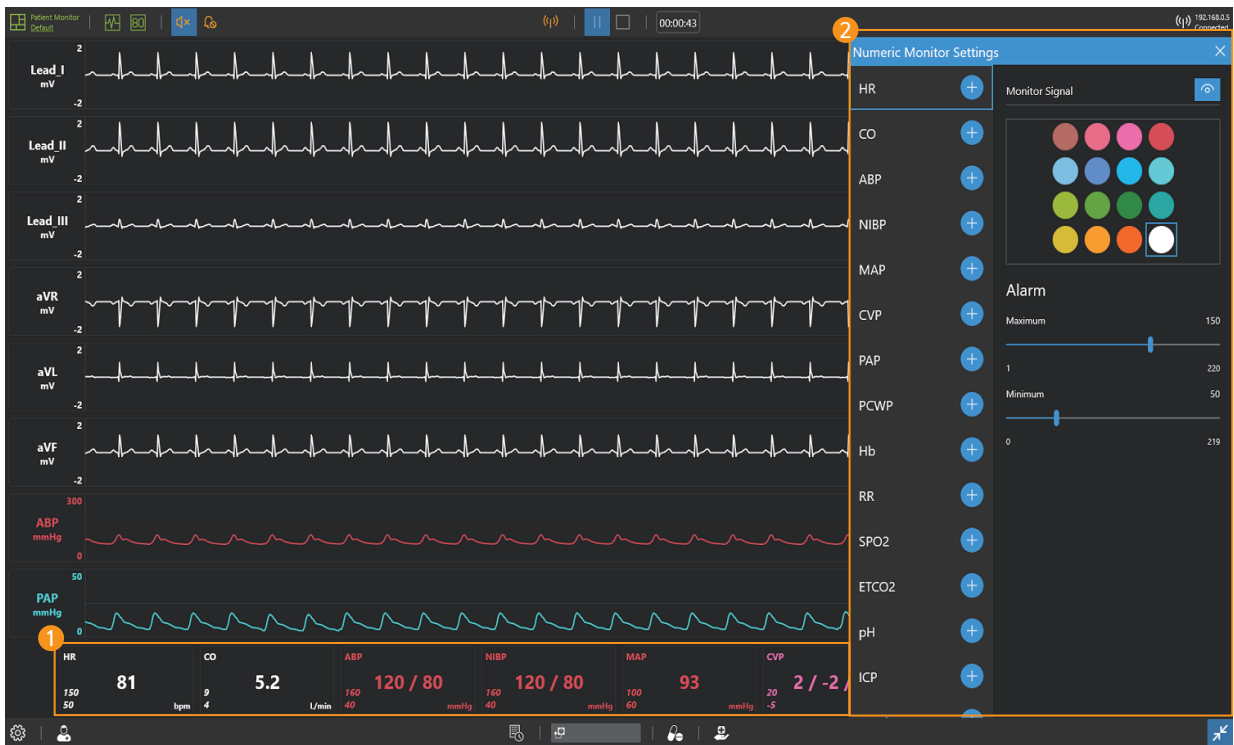 Patient Monitor
Default
80
00:00:43
192.168.0.5
Connected
2
Numeric Monitor Settings
2
Lead_I
mV
-2
2
Lead_II
mV
-2
2
Lead_III
mV
-2
2
aVR
mV
-2
2
aVL
mV
-2
2
aVF
mV
-2
300
ABP
mmHg
0
50
PAP
mmHg
0
1
HR
81
150
50
bpm
CO
5.2
9
4
L/min
ABP
120 / 80
160
40
mmHg
NIBP
120 / 80
160
40
mmHg
MAP
93
100
60
mmHg
CVP
2 / -2 /
20
-5
HR
CO
ABP
NIBP
MAP
CVP
PAP
PCWP
Hb
RR
SPO2
ETCO2
pH
ICP
Monitor Signal
Alarm
Maximum 150
1 220
Minimum 50
0 219